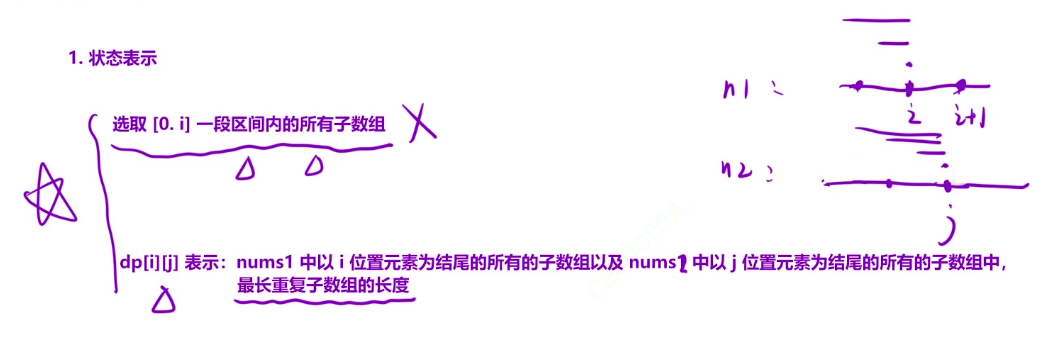 1. 状态表示
选取 [0. i] 一段区间内的所有子数组
dp[i][j] 表示：nums1 中以 i 位置元素为结尾的所有的子数组以及 nums2 中以 j 位置元素为结尾的所有的子数组中，
最长重复子数组的长度
n1：
i
i+1
n2：
j